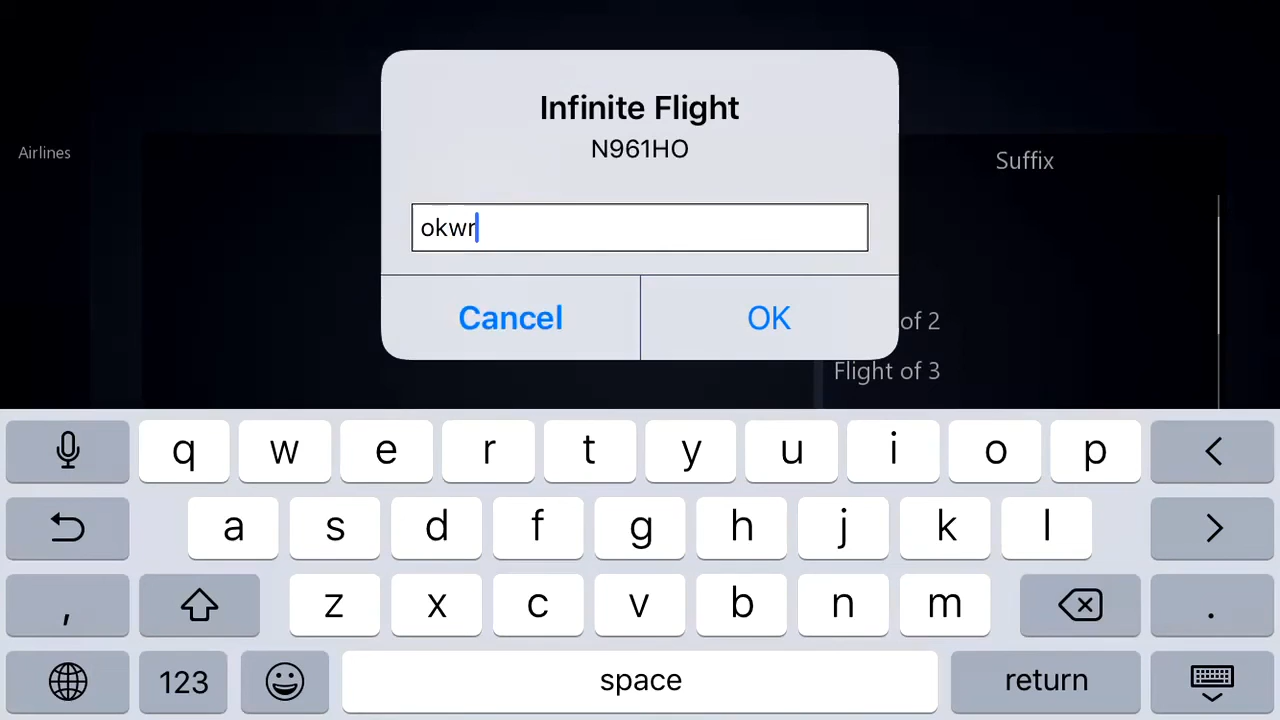 Infinite Flight
N961HO
Airlines
Suffix
okwr
Cancel
OK
of 2
Flight of 3
q w e r t y u i o p <
a s d f g h j k l >
, z x c v b n m .
123 space return